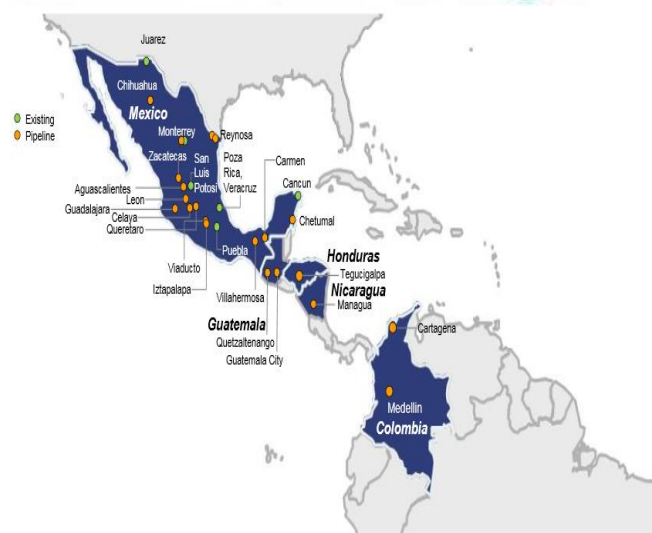 Juarez
Chihuahua
Mexico
Existing
Pipeline
Monterrey
Reynosa
Zacatecas
San
Luis
Potosi
Poza
Rica,
Veracruz
Carmen
Cancun
Aguascalientes
Leon
Guadalajara
Celaya
Queretaro
Chetumal
Puebla
Viaducto
Iztapalapa
Villahermosa
Honduras
Tegucigalpa
Nicaragua
Managua
Guatemala
Quetzaltenango
Guatemala City
Cartagena
Medellin
Colombia